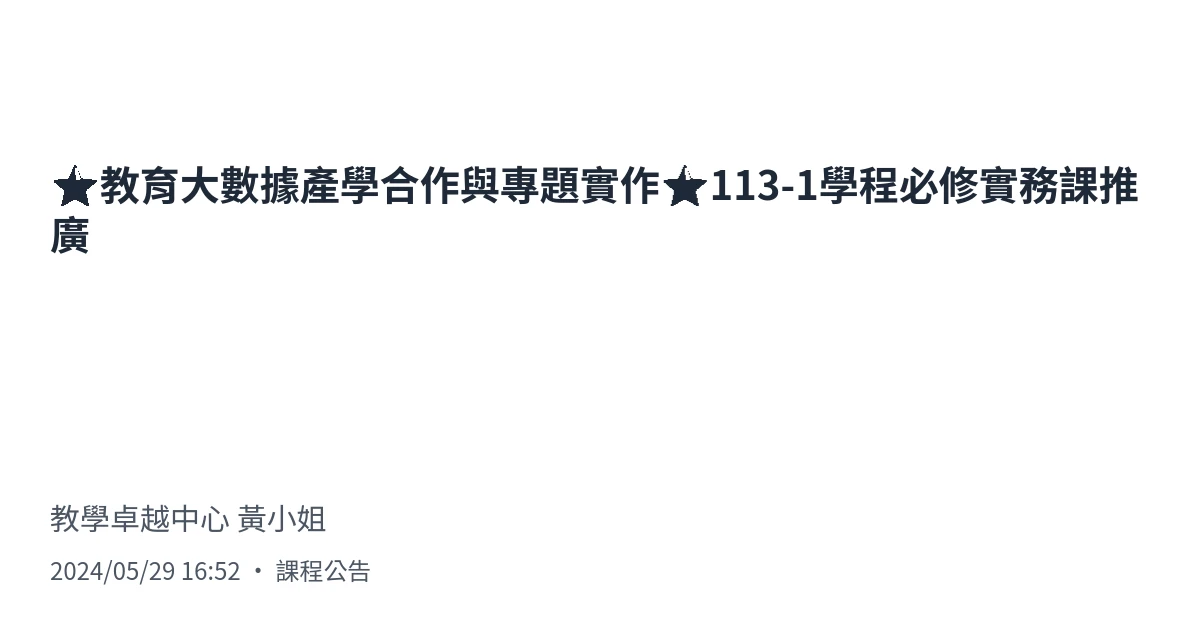 ★教育大數據產學合作與專題實作★113-1學程必修實務課推
廣
教學卓越中心 黃小姐
2024/05/29 16:52 ・ 課程公告